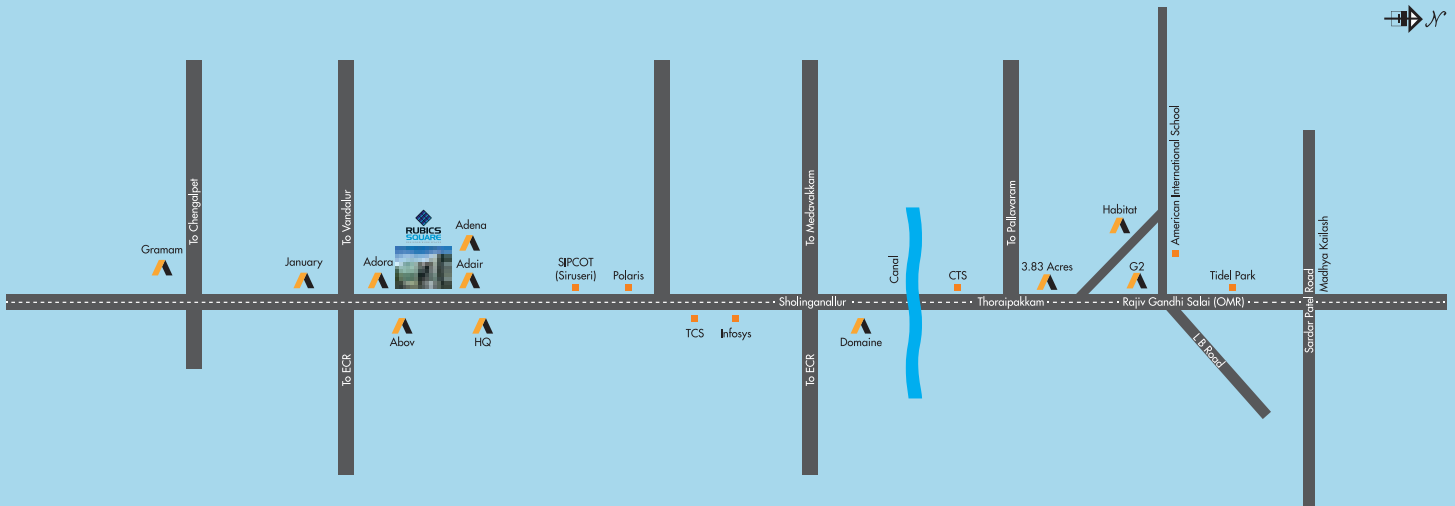 N
To Chengalpet
To Vandalur
To Medavakkam
To Pallavaram
American International School
Madhya Kailash
Sardar Patel Road
Gramam
January
Adora
RUBICS
SQUARE
Adena
Adair
SIPCOT
(Siruseri)
Polaris
Canal
CTS
3.83 Acres
Habitat
G2
Tidel Park
Sholinganallur
Thoraipakkam
Rajiv Gandhi Salai (OMR)
Abov
HQ
TCS
Infosys
Domaine
To ECR
To ECR
L B Road